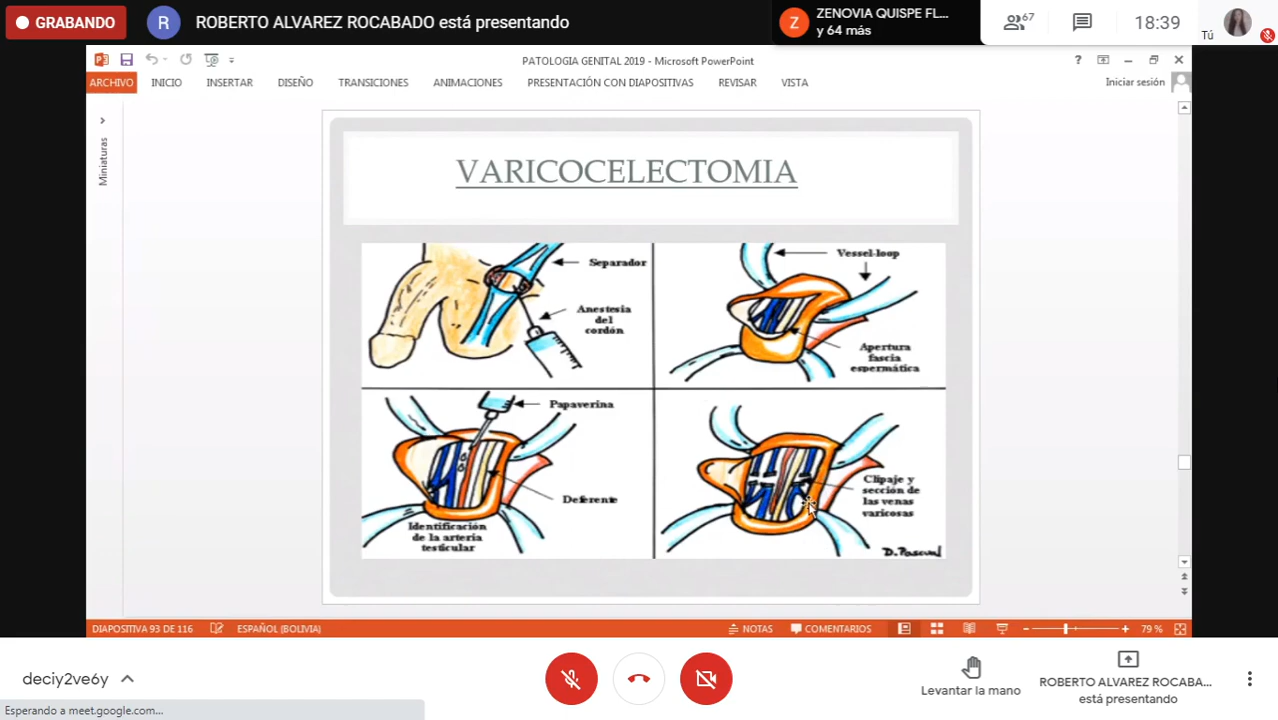 GRABANDO
R
ROBERTO ALVAREZ ROCABADO está presentando
Z
ZENOVIA QUISPE FL...
y 64 más
67
18:39
Tú
PATOLOGIA GENITAL 2019 - Microsoft PowerPoint
?
ARCHIVO INICIO INSERTAR DISEÑO TRANSICIONES ANIMACIONES PRESENTACIÓN CON DIAPOSITIVAS REVISAR VISTA
Iniciar sesión
Miniaturas
VARICOCELECTOMIA
Separador
Anestesia
del
cordón
Vessel-loop
Apertura
fascia
espermática
Papaverina
Deferente
Identificación
de la arteria
testicular
Clipaje y
sección de
las venas
varicosas
D. Pascual
DIAPOSITIVA 93 DE 116
ESPAÑOL (BOLIVIA)
NOTAS
COMENTARIOS
79 %
deciy2ve6y
Levantar la mano
ROBERTO ALVAREZ ROCABA...
está presentando
Esperando a meet.google.com...